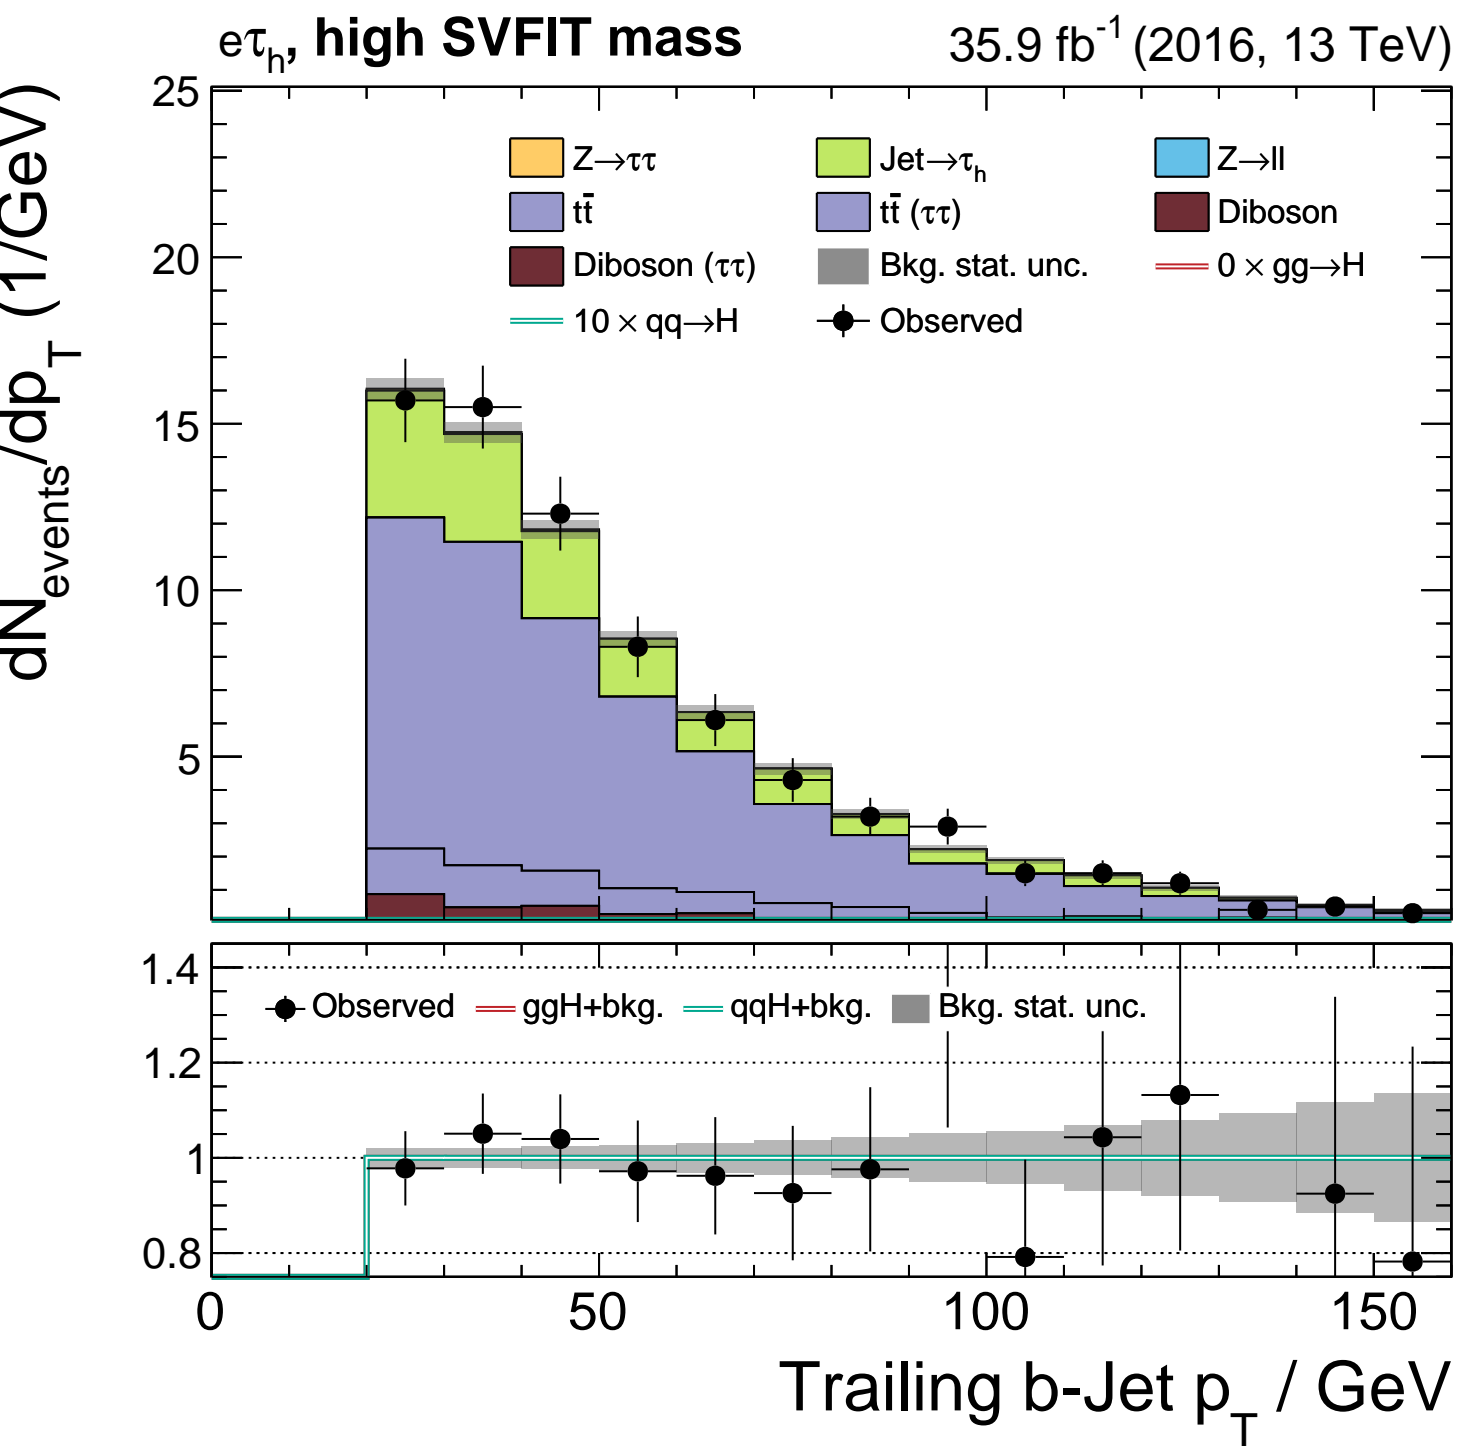 eτh, high SVFIT mass 35.9 fb-1 (2016, 13 TeV)
dNevents/dpT (1/GeV)
25
20
15
10
5
Z→ττ Jet→τh Z→ll
tt̄ tt̄ (ττ) Diboson
Diboson (ττ) Bkg. stat. unc. 0 × gg→H
10 × qq→H Observed
1.4
1.2
1
0.8
Observed ggH+bkg. qqH+bkg. Bkg. stat. unc.
0 50 100 150
Trailing b-Jet pT / GeV